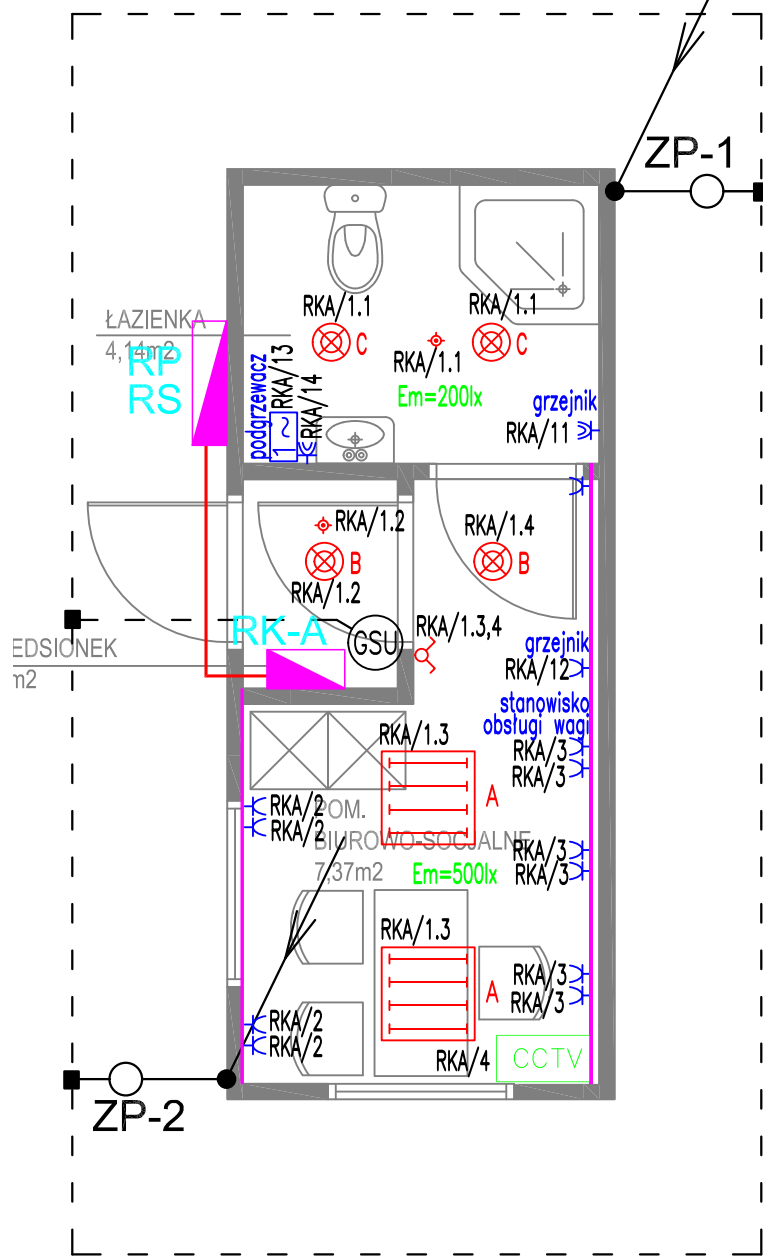 ZP-1
RKA/1.1
RKA/1.1
ŁAZIENKA
4,14m2
C
C
RKA/1.1
RP
RS
podgrzewacz
RKA/13
RKA/14
1~
Em=200lx
grzejnik
RKA/11
RKA/1.2
RKA/1.4
B
B
RKA/1.2
RK-A
GSU
RKA/1.3,4
EDSIONEK
m2
grzejnik
RKA/12
stanowisko
obsługi wagi
RKA/1.3
RKA/3
RKA/3
A
RKA/2
RKA/2
POM.
BIUROWO-SOCJALNE
7,37m2
Em=500lx
RKA/3
RKA/3
RKA/1.3
RKA/3
RKA/3
A
RKA/2
RKA/2
RKA/4
CCTV
ZP-2